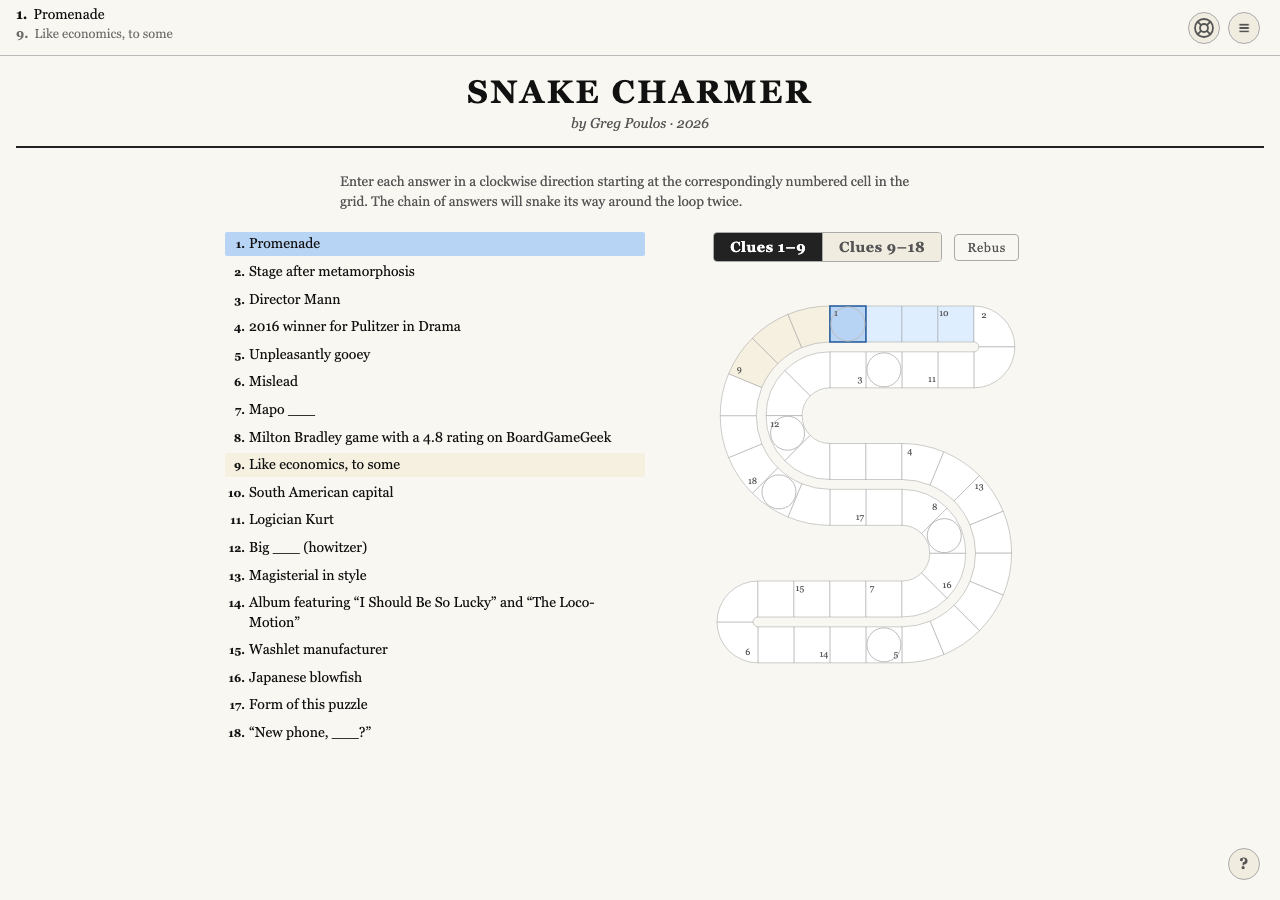 1. Promenade
9. Like economics, to some
SNAKE CHARMER
by Greg Poulos · 2026
Enter each answer in a clockwise direction starting at the correspondingly numbered cell in the
grid. The chain of answers will snake its way around the loop twice.
1. Promenade
2. Stage after metamorphosis
3. Director Mann
4. 2016 winner for Pulitzer in Drama
5. Unpleasantly gooey
6. Mislead
7. Mapo ___
8. Milton Bradley game with a 4.8 rating on BoardGameGeek
9. Like economics, to some
10. South American capital
11. Logician Kurt
12. Big ___ (howitzer)
13. Magisterial in style
14. Album featuring “I Should Be So Lucky” and “The Loco-
Motion”
15. Washlet manufacturer
16. Japanese blowfish
17. Form of this puzzle
18. “New phone, ___?”
Clues 1–9 Clues 9–18 Rebus
1 10 2
9 3 11
12
4
18 13
17 8
15 7 16
6 14 5
?